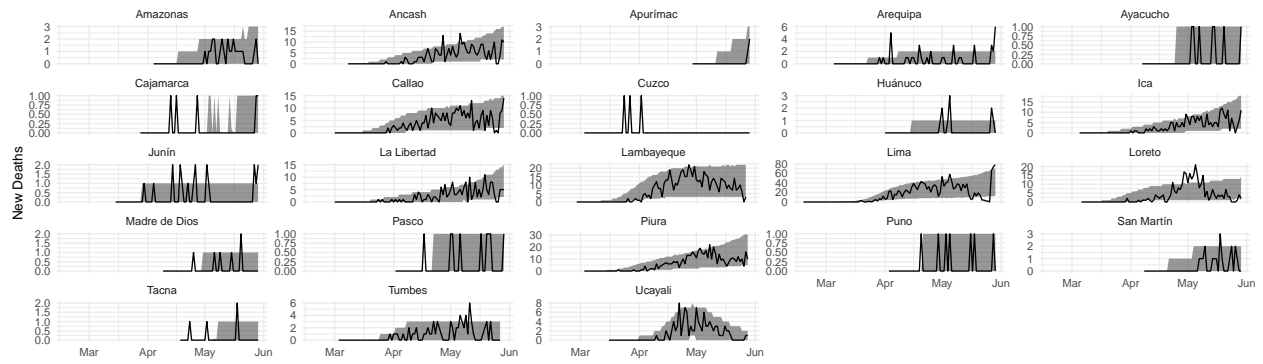 Amazonas Ancash Apurímac Arequipa Ayacucho
3 2 1 0 15 10 5 0 3 2 1 0 6 4 2 0 1.00 0.75 0.50 0.25 0.00
Cajamarca Callao Cuzco Huánuco Ica
1.00 0.75 0.50 0.25 0.00 15 10 5 0 1.00 0.75 0.50 0.25 0.00 3 2 1 0 15 10 5 0
Junín La Libertad Lambayeque Lima Loreto
2.0 1.5 1.0 0.5 0.0 15 10 5 0 20 15 10 5 0 80 60 40 20 0 20 15 10 5 0
New Deaths
Madre de Dios Pasco Piura Puno San Martín
2.0 1.5 1.0 0.5 0.0 1.00 0.75 0.50 0.25 0.00 30 20 10 0 1.00 0.75 0.50 0.25 0.00 3 2 1 0
Mar Apr May Jun Mar Apr May Jun
Tacna Tumbes Ucayali
2.0 1.5 1.0 0.5 0.0 6 4 2 0 8 6 4 2 0
Mar Apr May Jun Mar Apr May Jun Mar Apr May Jun